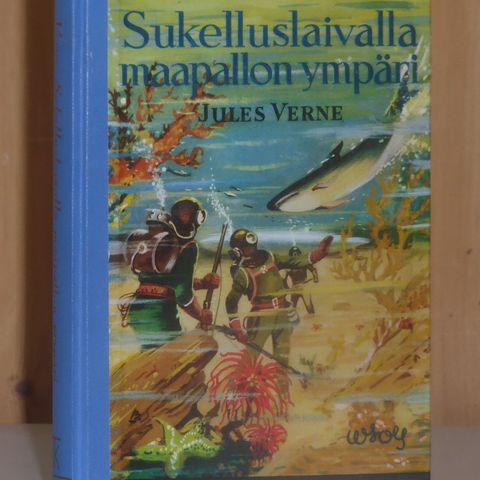 Sukelluslaivalla
maapallon ympäri
JULES VERNE
WSOY